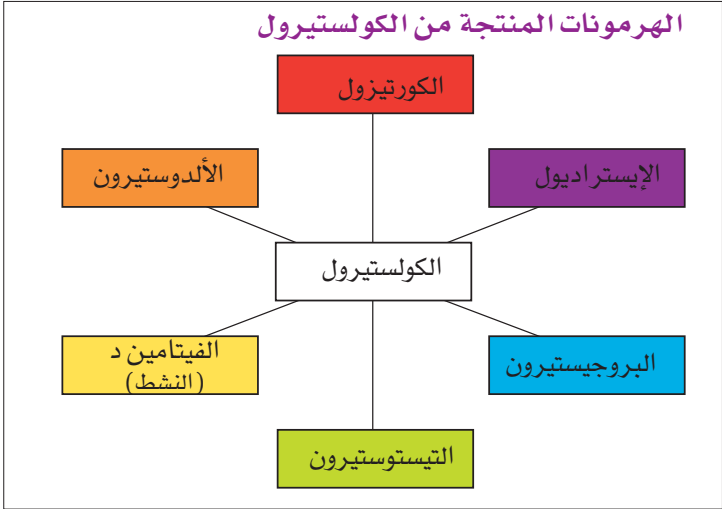 الهرمونات المنتجة من الكولستيرول
الكورتيزول
الإيستراديول
الألدوستيرون
الكولستيرول
البروجيستيرون
الفيتامين د
(النشط)
التيستوستيرون